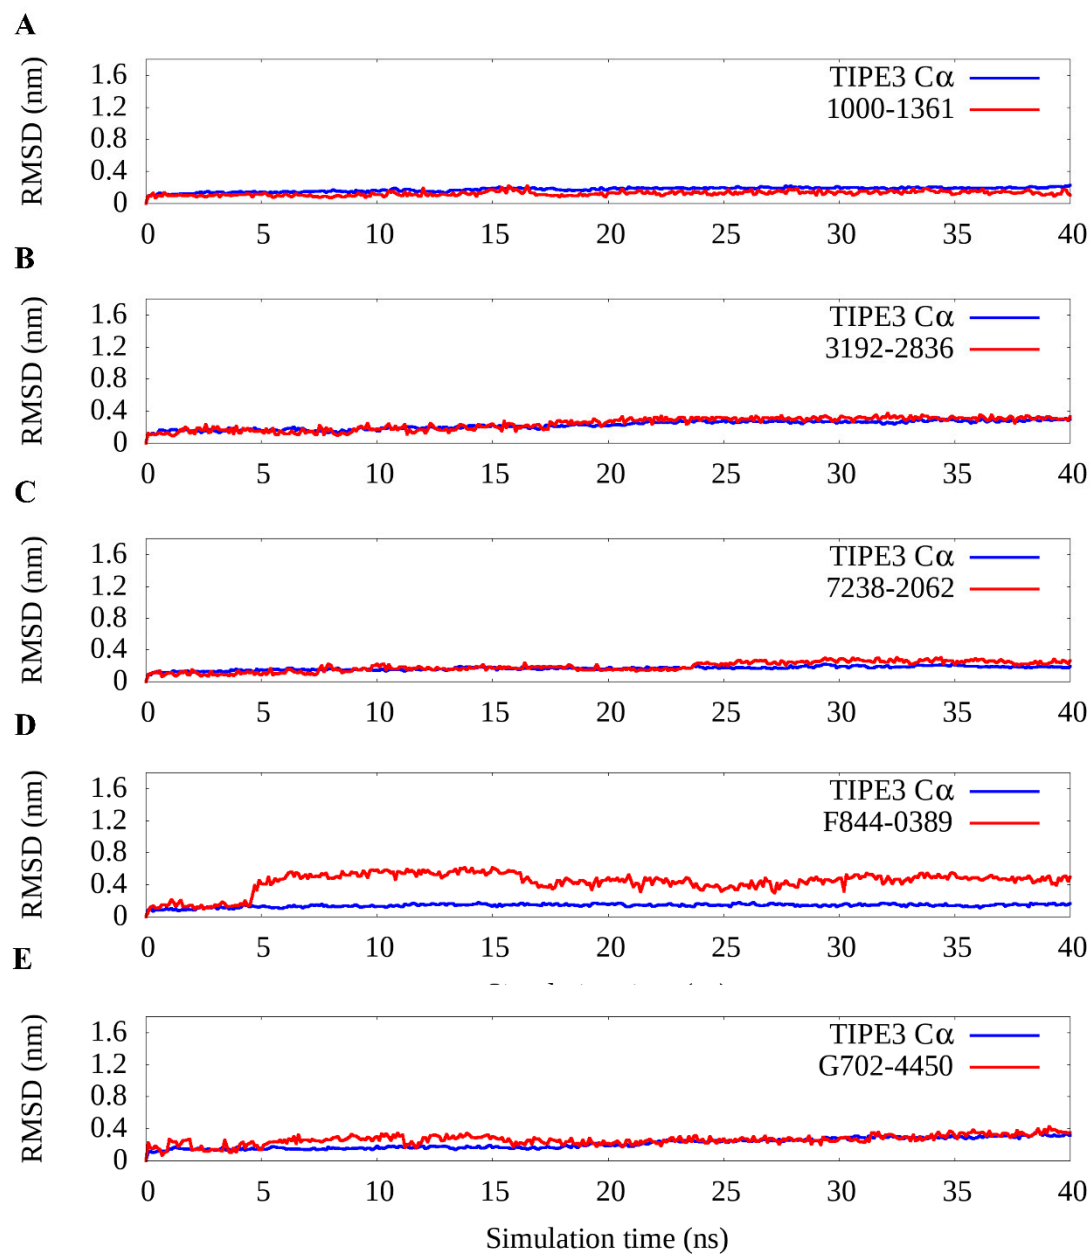 A
RMSD (nm)
1.6
1.2
0.8
0.4
0
TIPE3 Cα
1000-1361
0 5 10 15 20 25 30 35 40
B
RMSD (nm)
1.6
1.2
0.8
0.4
0
TIPE3 Cα
3192-2836
0 5 10 15 20 25 30 35 40
C
RMSD (nm)
1.6
1.2
0.8
0.4
0
TIPE3 Cα
7238-2062
0 5 10 15 20 25 30 35 40
D
RMSD (nm)
1.6
1.2
0.8
0.4
0
TIPE3 Cα
F844-0389
0 5 10 15 20 25 30 35 40
E
RMSD (nm)
1.6
1.2
0.8
0.4
0
TIPE3 Cα
G702-4450
0 5 10 15 20 25 30 35 40
Simulation time (ns)